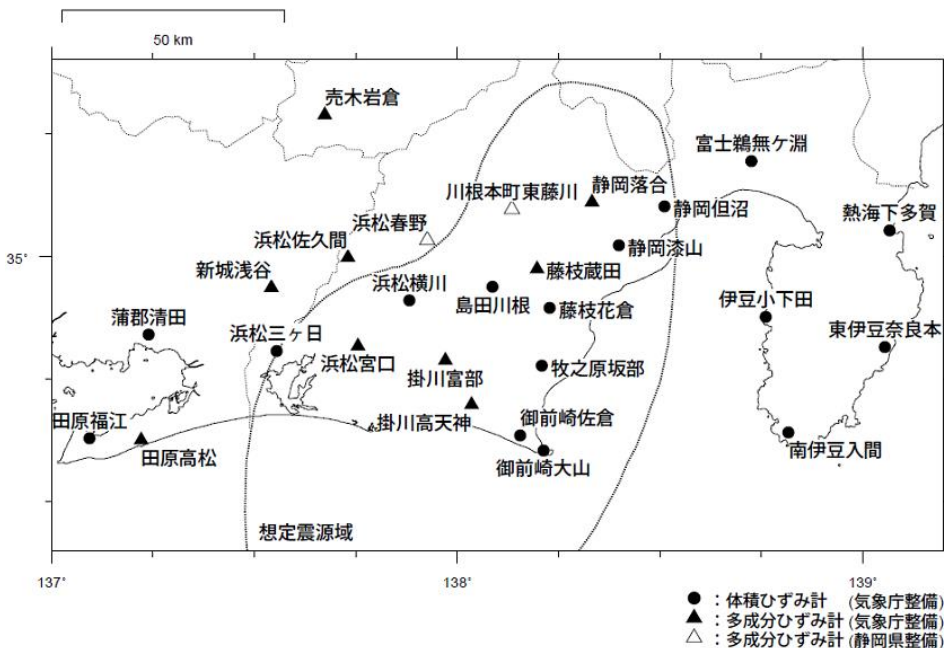 50 km
売木岩倉
富士鵜無ケ淵
川根本町東藤川
静岡落合
静岡但沼
熱海下多賀
浜松春野
浜松佐久間
静岡漆山
35°
新城浅谷
浜松横川
藤枝蔵田
島田川根
藤枝花倉
伊豆小下田
蒲郡清田
浜松三ヶ日
東伊豆奈良本
浜松宮口
掛川富部
牧之原坂部
田原福江
掛川高天神
御前崎佐倉
田原高松
御前崎大山
南伊豆入間
想定震源域
137°
138°
139°
：体積ひずみ計 (気象庁整備)
：多成分ひずみ計 (気象庁整備)
：多成分ひずみ計 (静岡県整備)